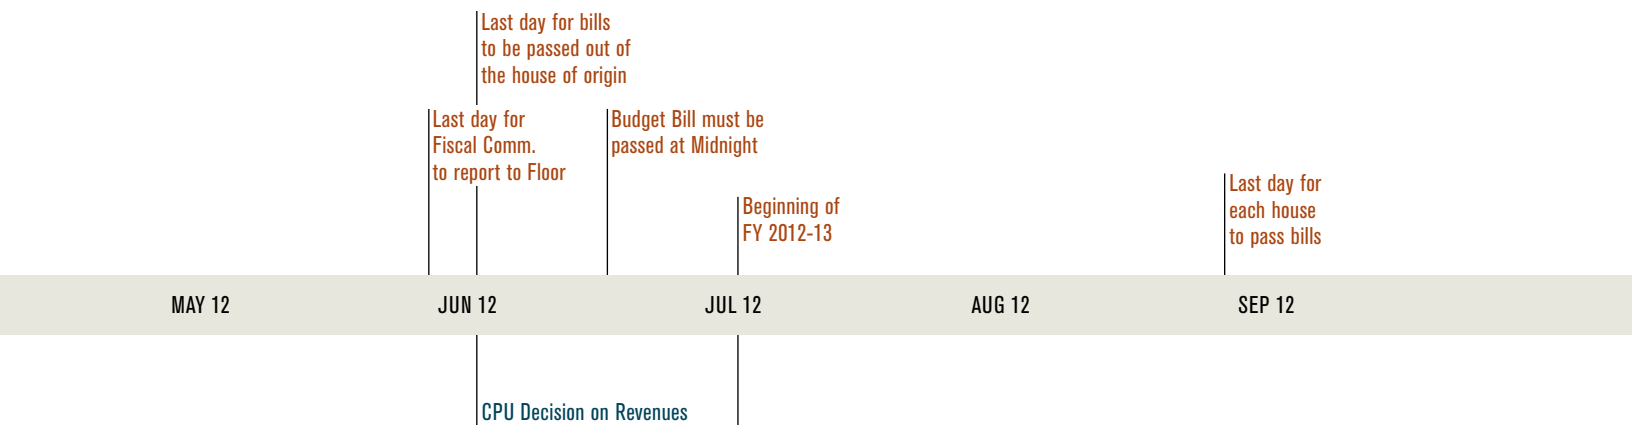 Last day for bills
to be passed out of
the house of origin
Last day for
Fiscal Comm.
to report to Floor
Budget Bill must be
passed at Midnight
Beginning of
FY 2012-13
Last day for
each house
to pass bills
MAY 12
JUN 12
JUL 12
AUG 12
SEP 12
CPU Decision on Revenues